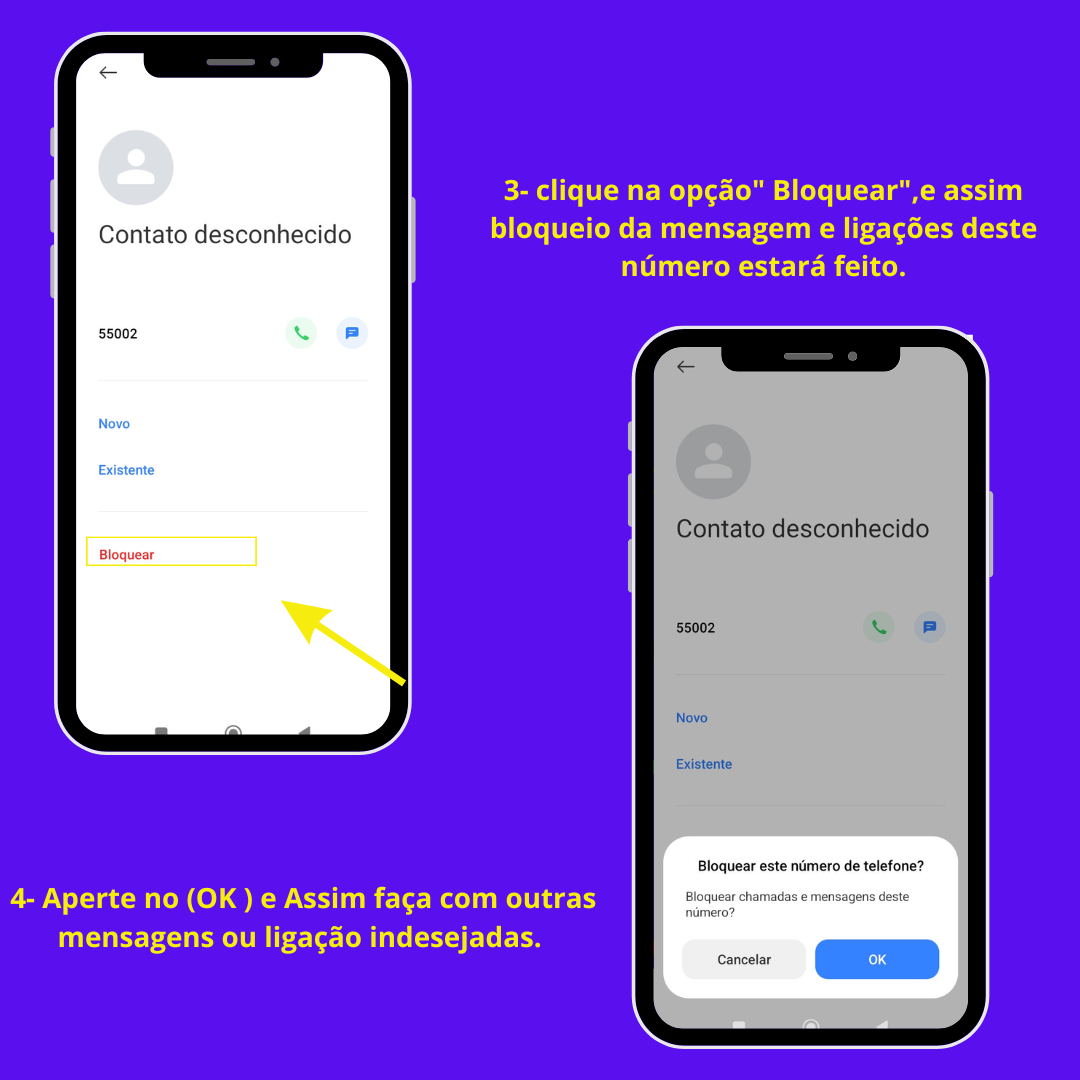 Contato desconhecido
55002
Novo
Existente
Bloquear
3- clique na opção" Bloquear",e assim
bloqueio da mensagem e ligações deste
número estará feito.
Contato desconhecido
55002
Novo
Existente
Bloquear este número de telefone?
Bloquear chamadas e mensagens deste
número?
Cancelar
OK
4- Aperte no (OK ) e Assim faça com outras
mensagens ou ligação indesejadas.